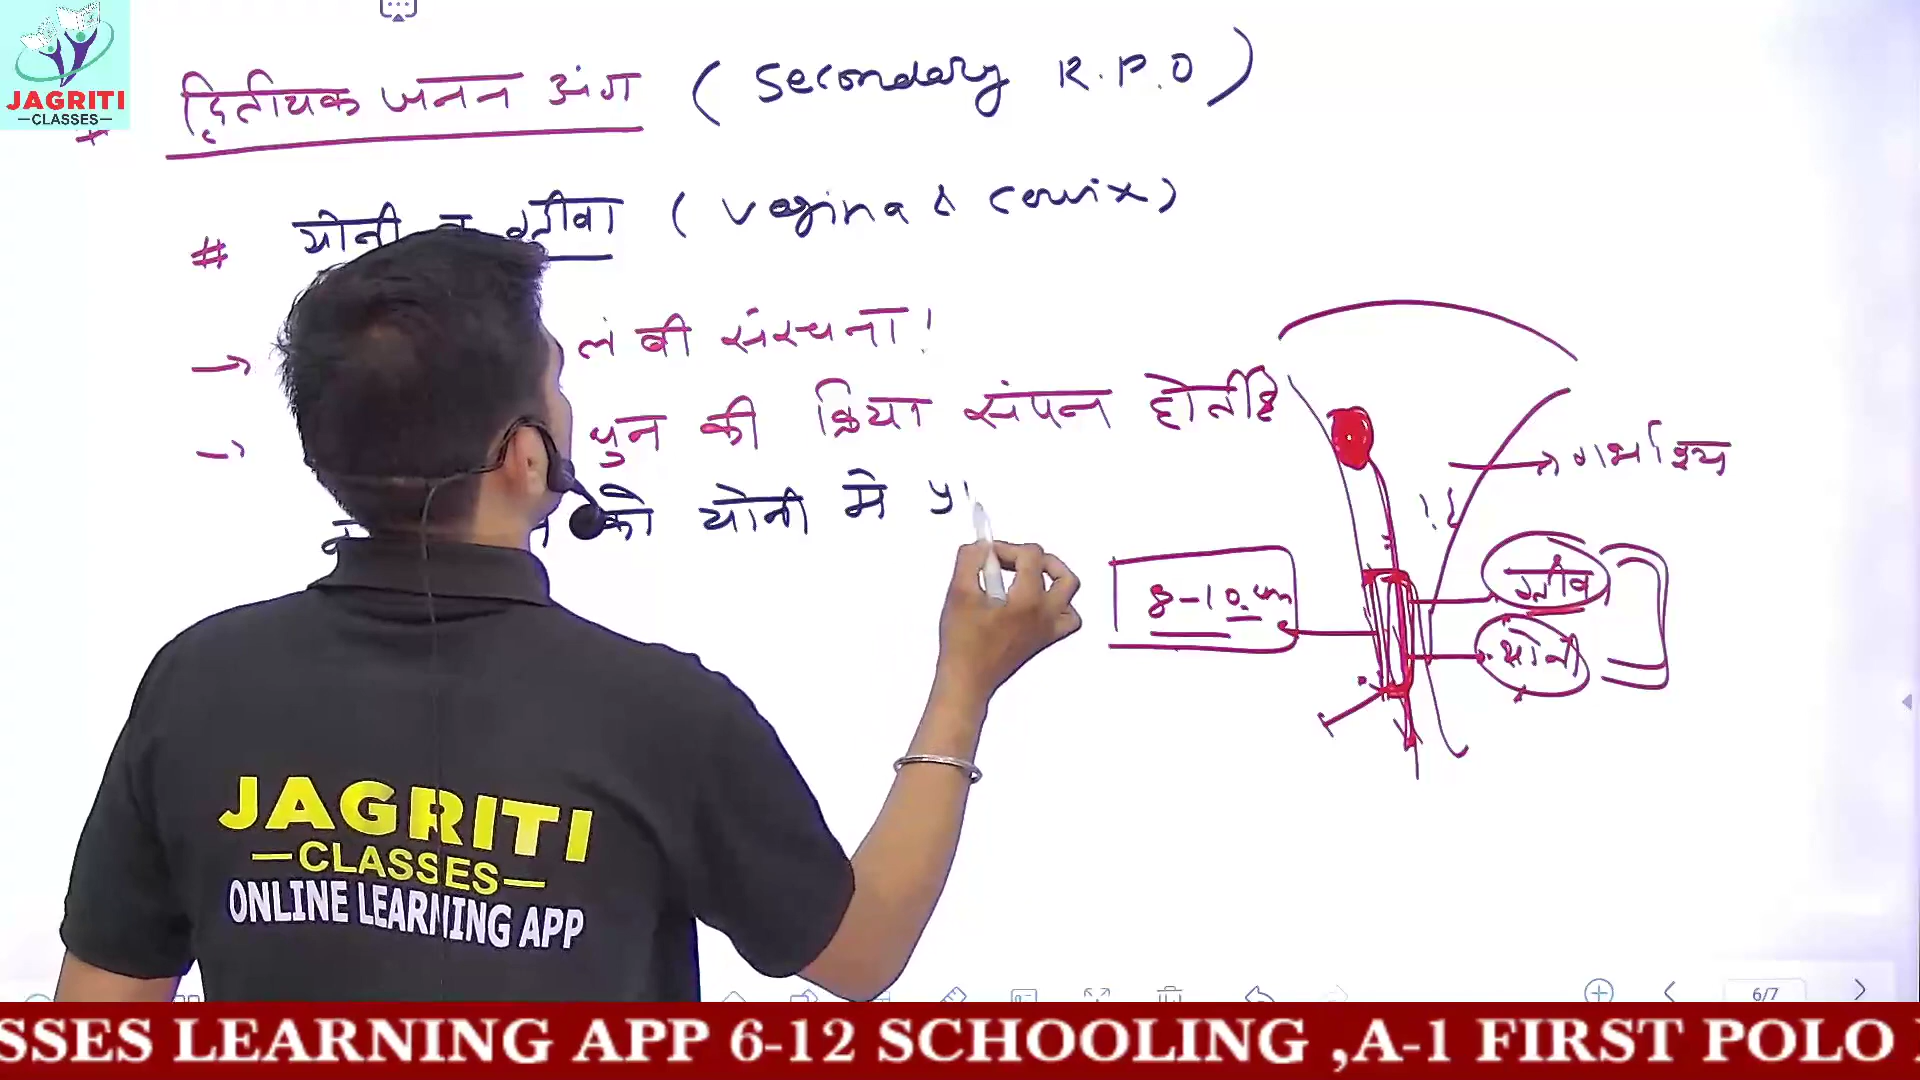 JAGRITI
—CLASSES—
द्वितीयक जनन अंग (Secondary R.P.O)
# योनी व ग्रीवा (Vagina & Cervix)
→ लंबी संरचना!
→ की क्रिया संपन्न होती है
को योनी मे
→ गर्भाश्य
ग्रीव
8-10 cm
योनी
JAGRITI
—CLASSES—
ONLINE LEARNING APP
6/7
SSES LEARNING APP 6-12 SCHOOLING ,A-1 FIRST POLO